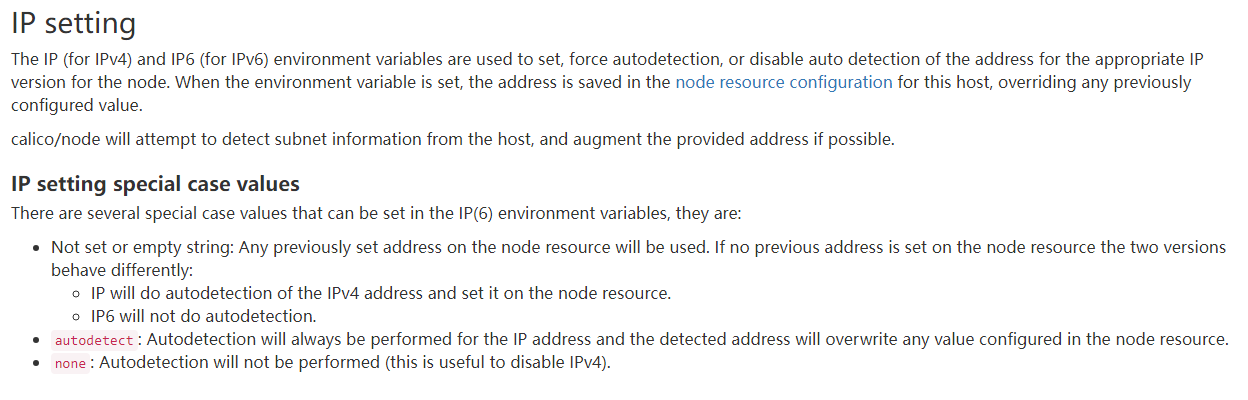 IP setting
The IP (for IPv4) and IP6 (for IPv6) environment variables are used to set, force autodetection, or disable auto detection of the address for the appropriate IP
version for the node. When the environment variable is set, the address is saved in the node resource configuration for this host, overriding any previously
configured value.
calico/node will attempt to detect subnet information from the host, and augment the provided address if possible.
IP setting special case values
There are several special case values that can be set in the IP(6) environment variables, they are:
• Not set or empty string: Any previously set address on the node resource will be used. If no previous address is set on the node resource the two versions
behave differently:
◦ IP will do autodetection of the IPv4 address and set it on the node resource.
◦ IP6 will not do autodetection.
• autodetect: Autodetection will always be performed for the IP address and the detected address will overwrite any value configured in the node resource.
• none: Autodetection will not be performed (this is useful to disable IPv4).